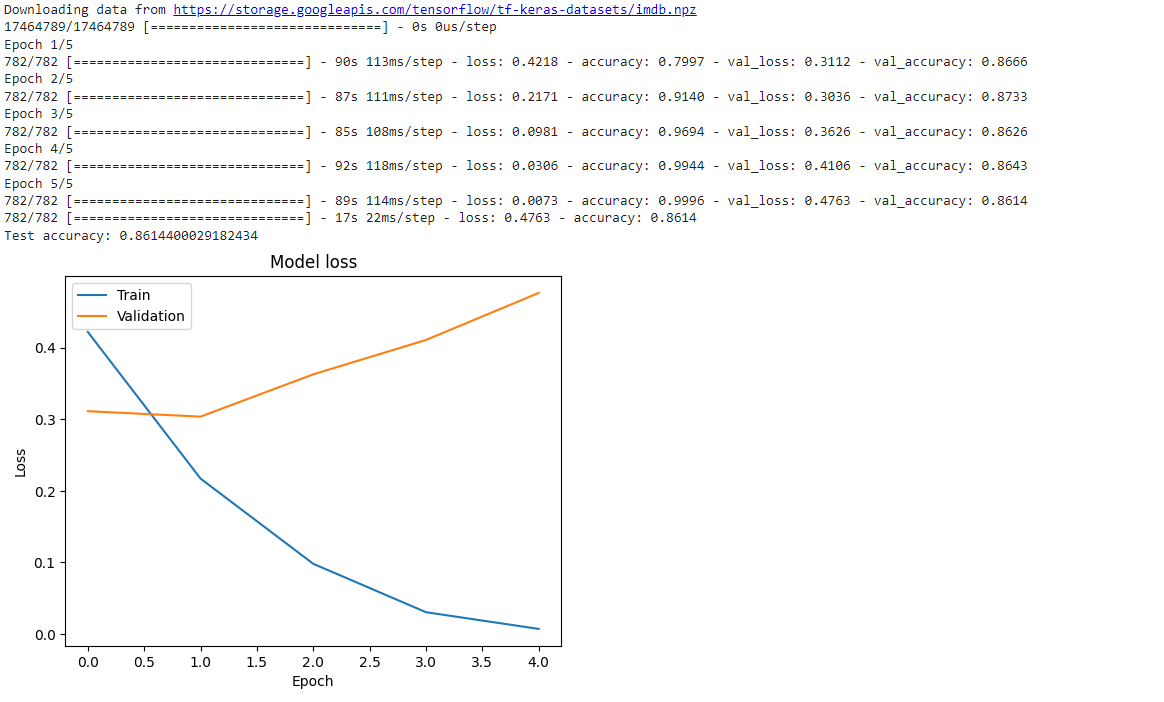 Downloading data from https://storage.googleapis.com/tensorflow/tf-keras-datasets/imdb.npz
17464789/17464789 [==============================] - 0s 0us/step
Epoch 1/5
782/782 [==============================] - 90s 113ms/step - loss: 0.4218 - accuracy: 0.7997 - val_loss: 0.3112 - val_accuracy: 0.8666
Epoch 2/5
782/782 [==============================] - 87s 111ms/step - loss: 0.2171 - accuracy: 0.9140 - val_loss: 0.3036 - val_accuracy: 0.8733
Epoch 3/5
782/782 [==============================] - 85s 108ms/step - loss: 0.0981 - accuracy: 0.9694 - val_loss: 0.3626 - val_accuracy: 0.8626
Epoch 4/5
782/782 [==============================] - 92s 118ms/step - loss: 0.0306 - accuracy: 0.9944 - val_loss: 0.4106 - val_accuracy: 0.8643
Epoch 5/5
782/782 [==============================] - 89s 114ms/step - loss: 0.0073 - accuracy: 0.9996 - val_loss: 0.4763 - val_accuracy: 0.8614
782/782 [==============================] - 17s 22ms/step - loss: 0.4763 - accuracy: 0.8614
Test accuracy: 0.8614400029182434
Model loss
Train
Validation
0.4
0.3
0.2
0.1
0.0
Loss
0.0 0.5 1.0 1.5 2.0 2.5 3.0 3.5 4.0
Epoch